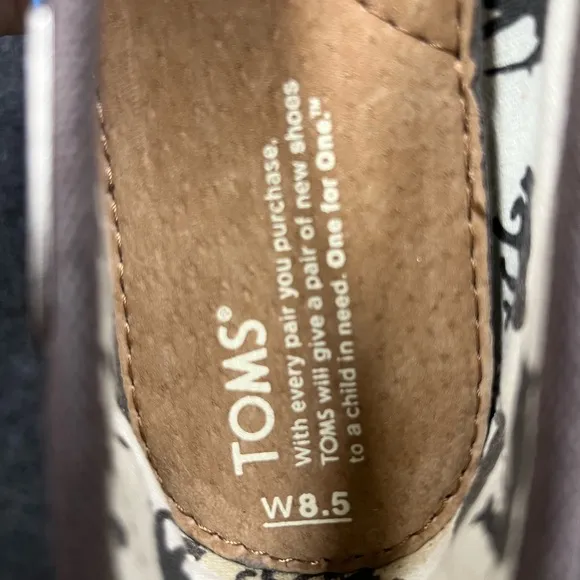 TOMS®
With every pair you purchase,
TOMS will give a pair of new shoes
to a child in need. One for One.™
W8.5